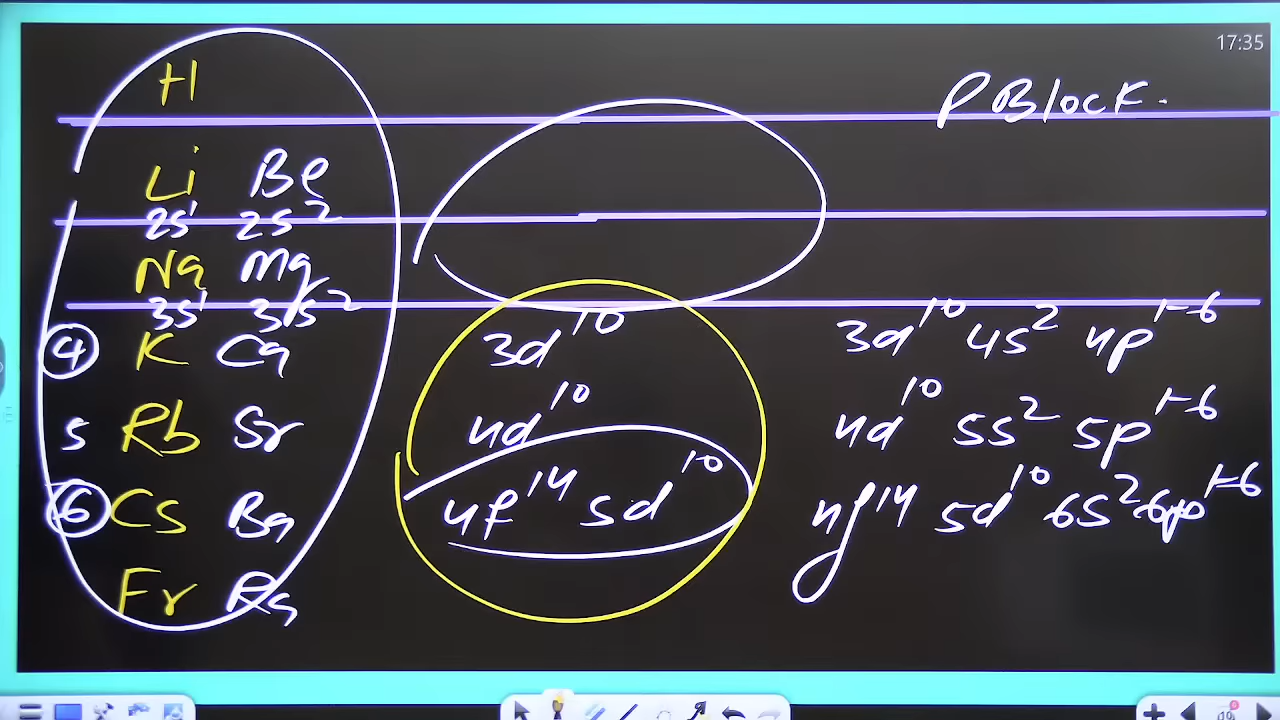 17:35
H P Block.
Li Be
2s¹ 2s²
Na Mg
3s¹ 3s²
④ K Ca 3d¹⁰ 3d¹⁰ 4s² 4p¹⁻⁶
5 Rb Sr 4d¹⁰ 4d¹⁰ 5s² 5p¹⁻⁶
⑥ Cs Ba 4f¹⁴ 5d¹⁰ 4f¹⁴ 5d¹⁰ 6s² 6p¹⁻⁶
Fr Ra